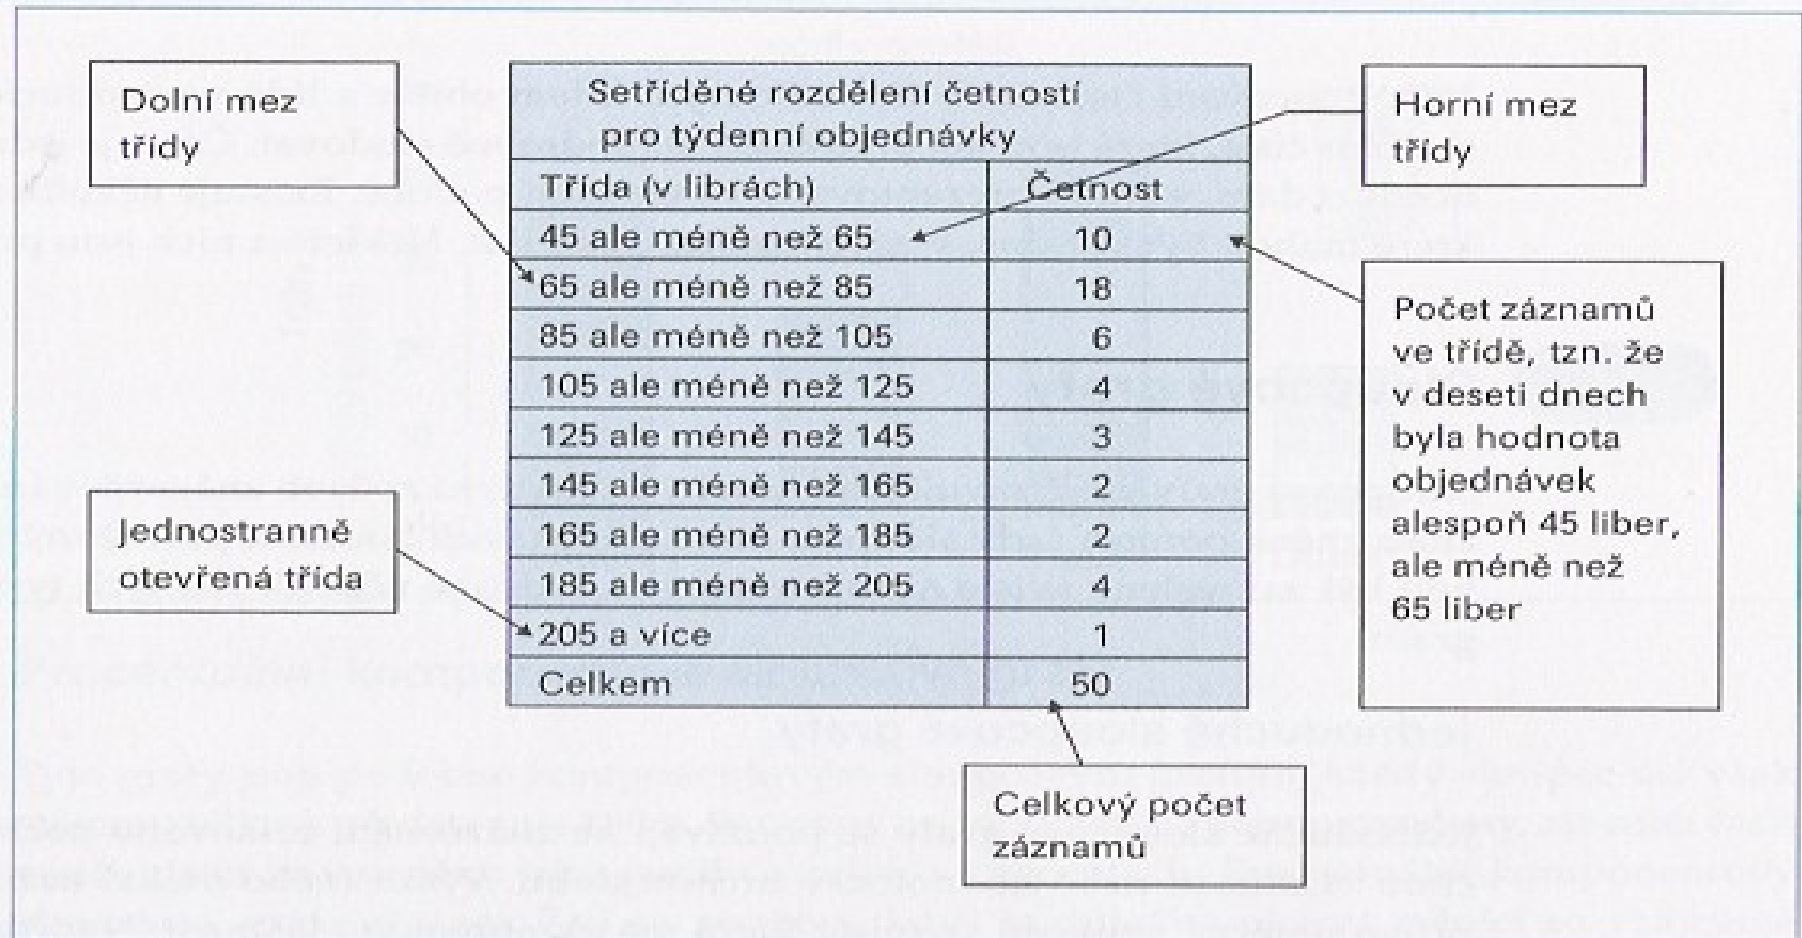 Dolní mez
třídy
Setříděné rozdělení četností
pro týdenní objednávky
Horní mez
třídy
Třída (v librách) Četnost
45 ale méně než 65 10
65 ale méně než 85 18
85 ale méně než 105 6
105 ale méně než 125 4
125 ale méně než 145 3
145 ale méně než 165 2
165 ale méně než 185 2
185 ale méně než 205 4
205 a více 1
Celkem 50
Počet záznamů
ve třídě, tzn. že
v deseti dnech
byla hodnota
objednávek
alespoň 45 liber,
ale méně než
65 liber
Jednostranně
otevřená třída
Celkový počet
záznamů